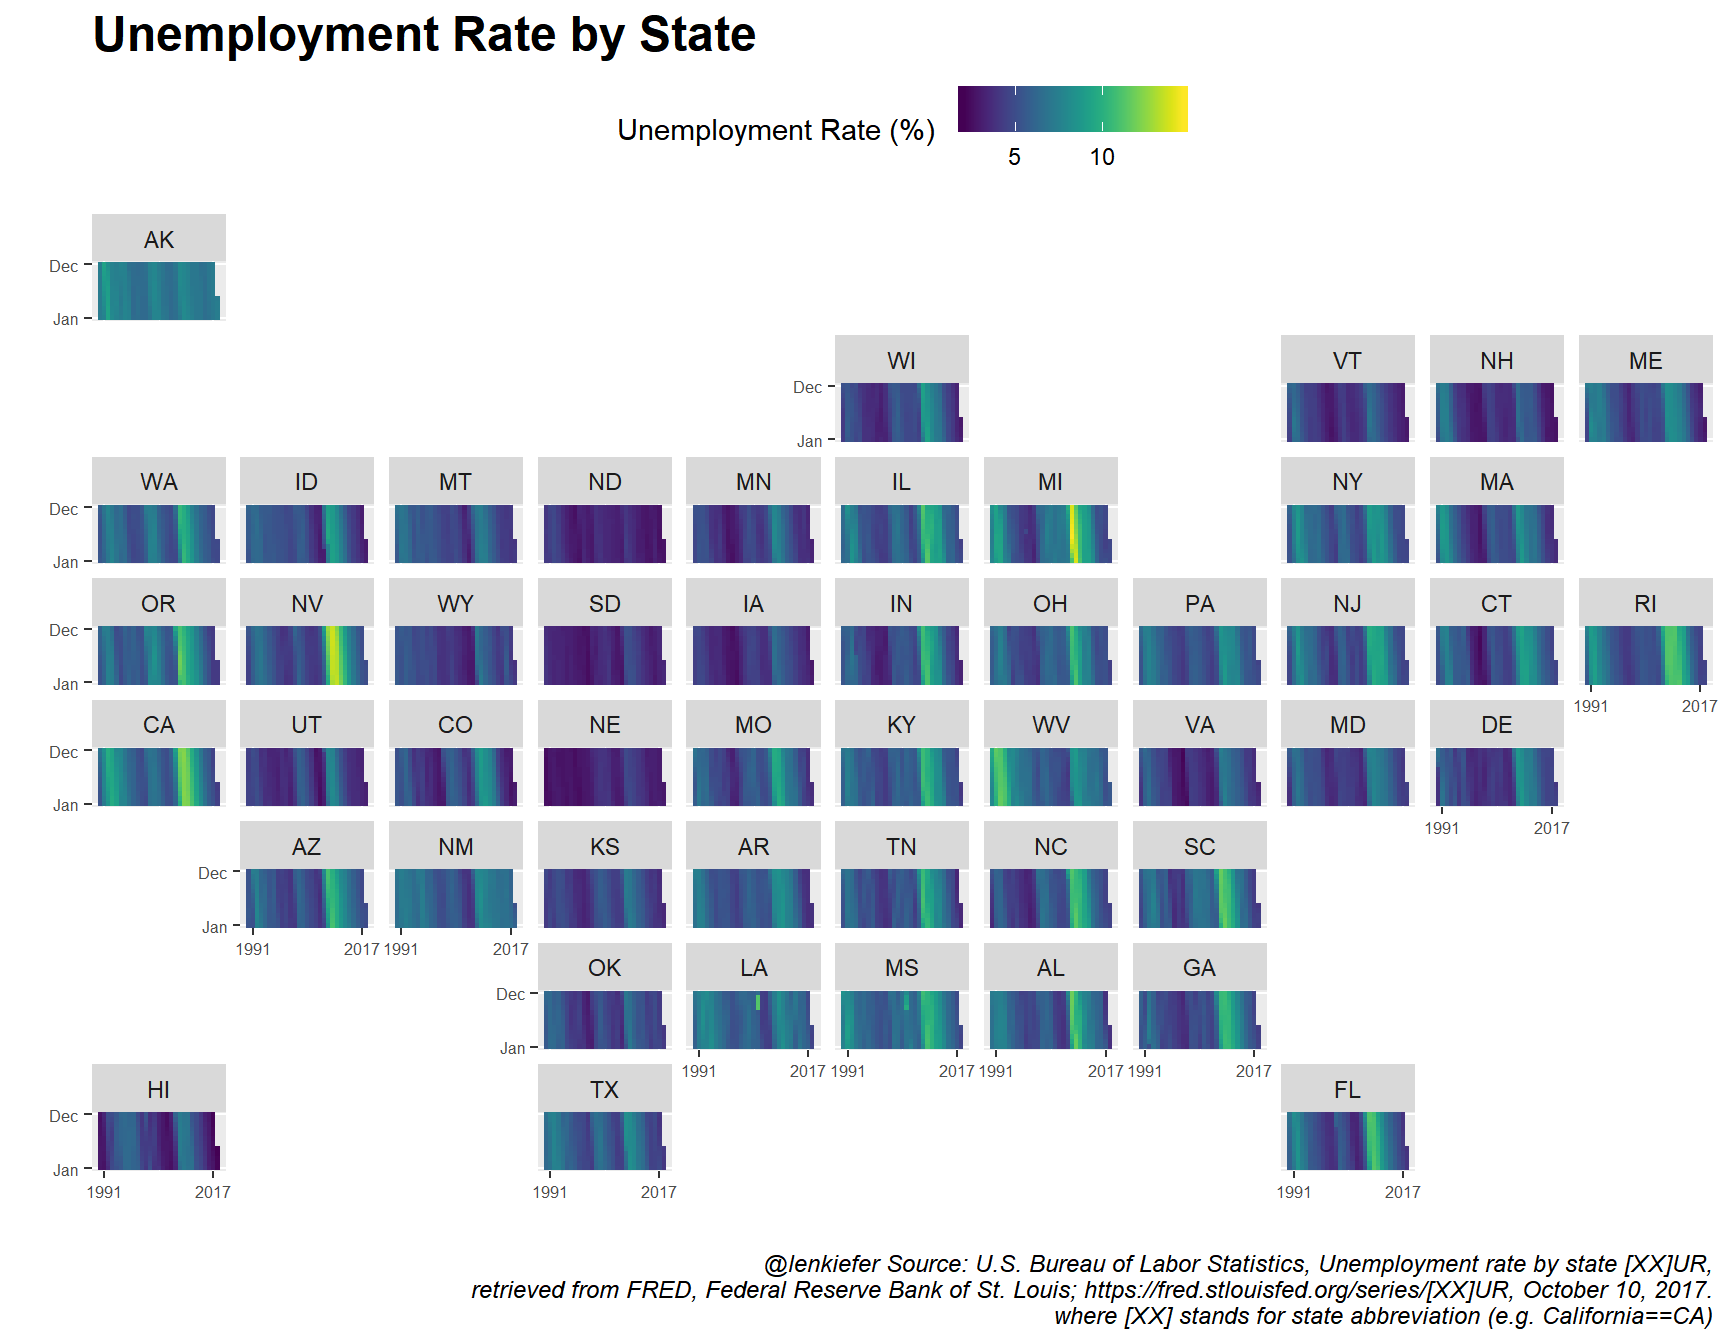 Unemployment Rate by State
Unemployment Rate (%)
5 10
AK
Dec
Jan
WI VT NH ME
Dec
Jan
WA ID MT ND MN IL MI NY MA
Dec
Jan
OR NV WY SD IA IN OH PA NJ CT RI
Dec
Jan
1991 2017
CA UT CO NE MO KY WV VA MD DE
Dec
Jan
1991 2017
AZ NM KS AR TN NC SC
Dec
Jan
1991 2017 1991 2017
OK LA MS AL GA
Dec
Jan
1991 2017 1991 2017 1991 2017 1991 2017
HI TX FL
Dec
Jan
1991 2017 1991 2017 1991 2017
@lenkiefer Source: U.S. Bureau of Labor Statistics, Unemployment rate by state [XX]UR,
retrieved from FRED, Federal Reserve Bank of St. Louis; https://fred.stlouisfed.org/series/[XX]UR, October 10, 2017.
where [XX] stands for state abbreviation (e.g. California==CA)